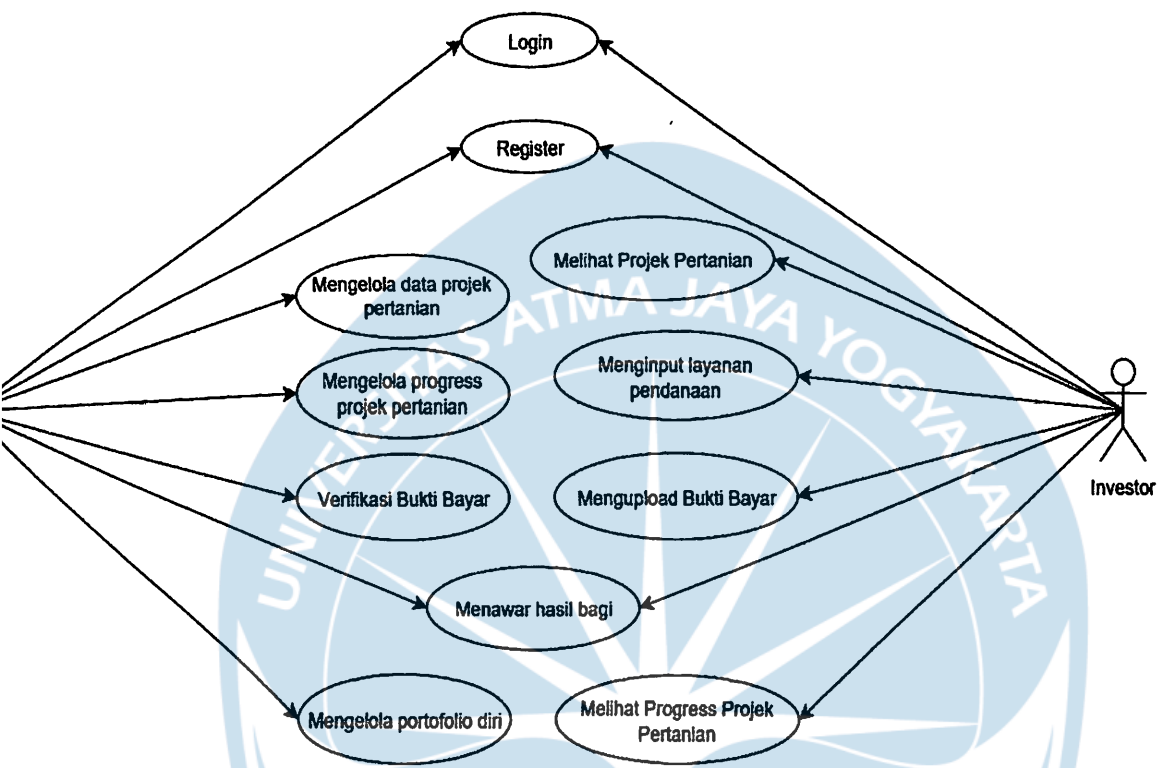 Login
Register
Melihat Projek Pertanian
Mengelola data projek
pertanian
Menginput layanan
pendanaan
Mengelola progress
projek pertanian
Investor
Verifikasi Bukti Bayar
Mengupload Bukti Bayar
Menawar hasil bagi
Mengelola portofolio diri
Melihat Progress Projek
Pertanian
UNIVERSITAS ATMA JAYA YOGYAKARTA